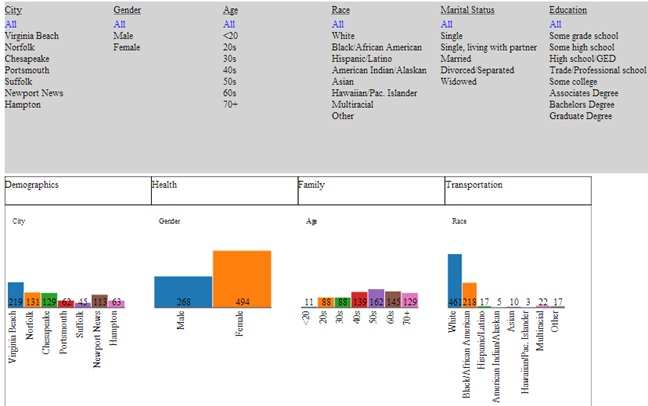 City Gender Age Race Marital Status Education
All All All All All All
Virginia Beach Male <20 White Single Some grade school
Norfolk Female 20s Black/African American Single, living with partner Some high school
Chesapeake 30s Hispanic/Latino Married High school/GED
Portsmouth 40s American Indian/Alaskan Divorced/Separated Trade/Professional school
Suffolk 50s Asian Widowed Some college
Newport News 60s Hawaiian/Pac. Islander Associates Degree
Hampton 70+ Multiracial Bachelors Degree
Other Graduate Degree
Demographics Health Family Transportation
City Gender Age Race
219 131 129 62 45 113 63 268 494 11 88 88 139 162 145 129 461 218 17 5 10 3 22 17
Virginia Beach
Norfolk
Chesapeake
Portsmouth
Suffolk
Newport News
Hampton
Male
Female
<20
20s
30s
40s
50s
60s
70+
White
Black/African American
Hispanic/Latino
American Indian/Alaskan
Asian
Hawaiian/Pac. Islander
Multiracial
Other